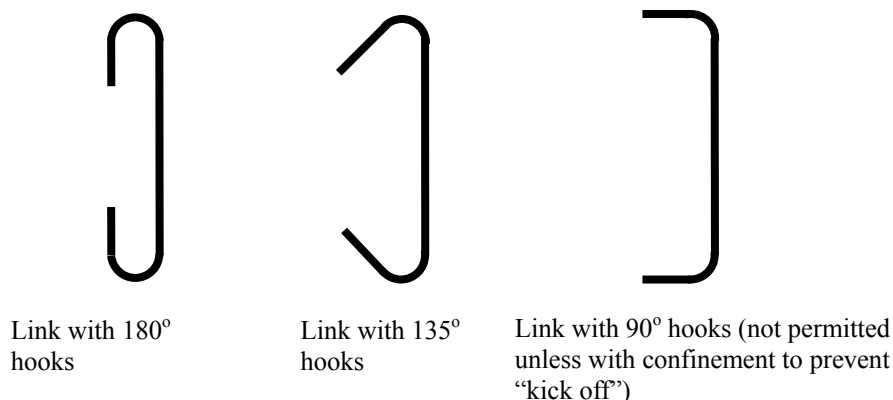 Link with 180º
hooks
Link with 135º
hooks
Link with 90º hooks (not permitted
unless with confinement to prevent
“kick off”)